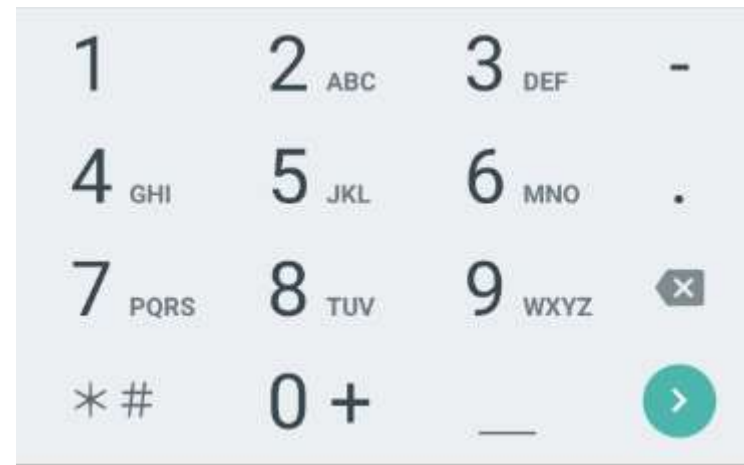 1 2 ABC 3 DEF -
4 GHI 5 JKL 6 MNO .
7 PQRS 8 TUV 9 WXYZ
*# 0 + _